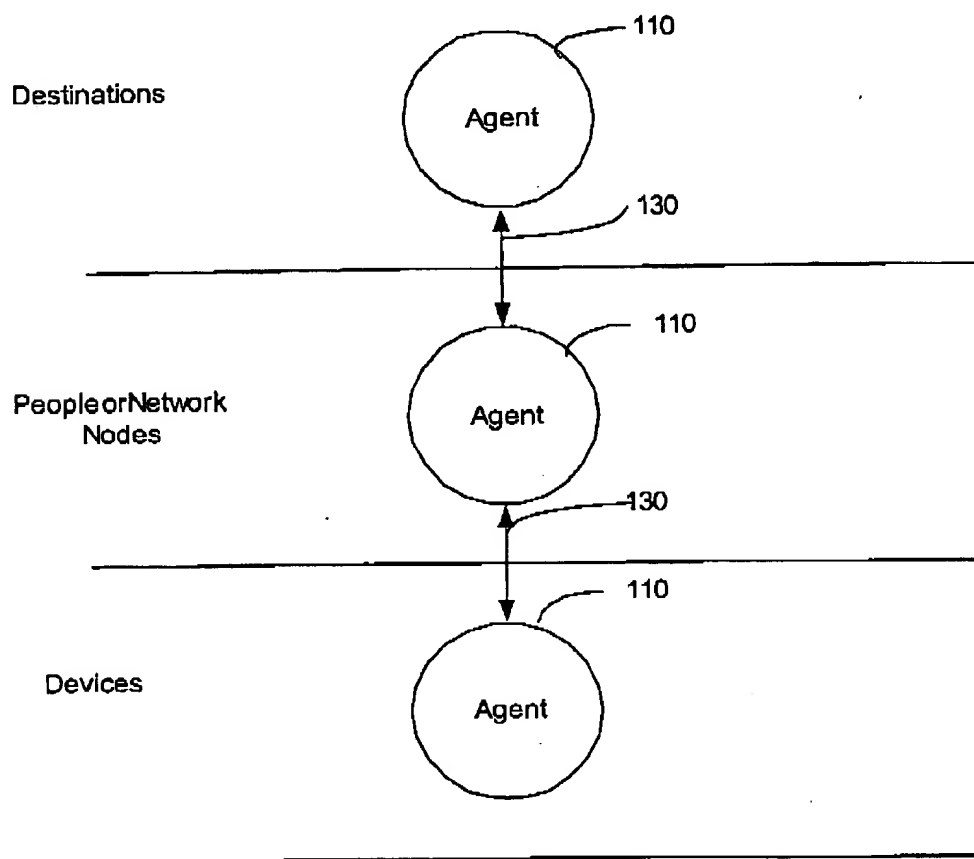 110
Destinations
Agent
130
110
PeopleorNetwork
Nodes
Agent
130
110
Devices
Agent